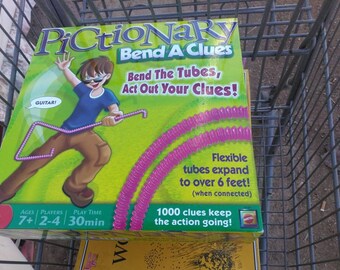 PiCtioNaRy
Bend A Clues
Bend The Tubes,
Act Out Your Clues!
GUITAR!
Flexible
tubes expand
to over 6 feet!
(when connected)
AGES
7+
PLAYERS
2-4
PLAY TIME
30min
1000 clues keep
the action going!